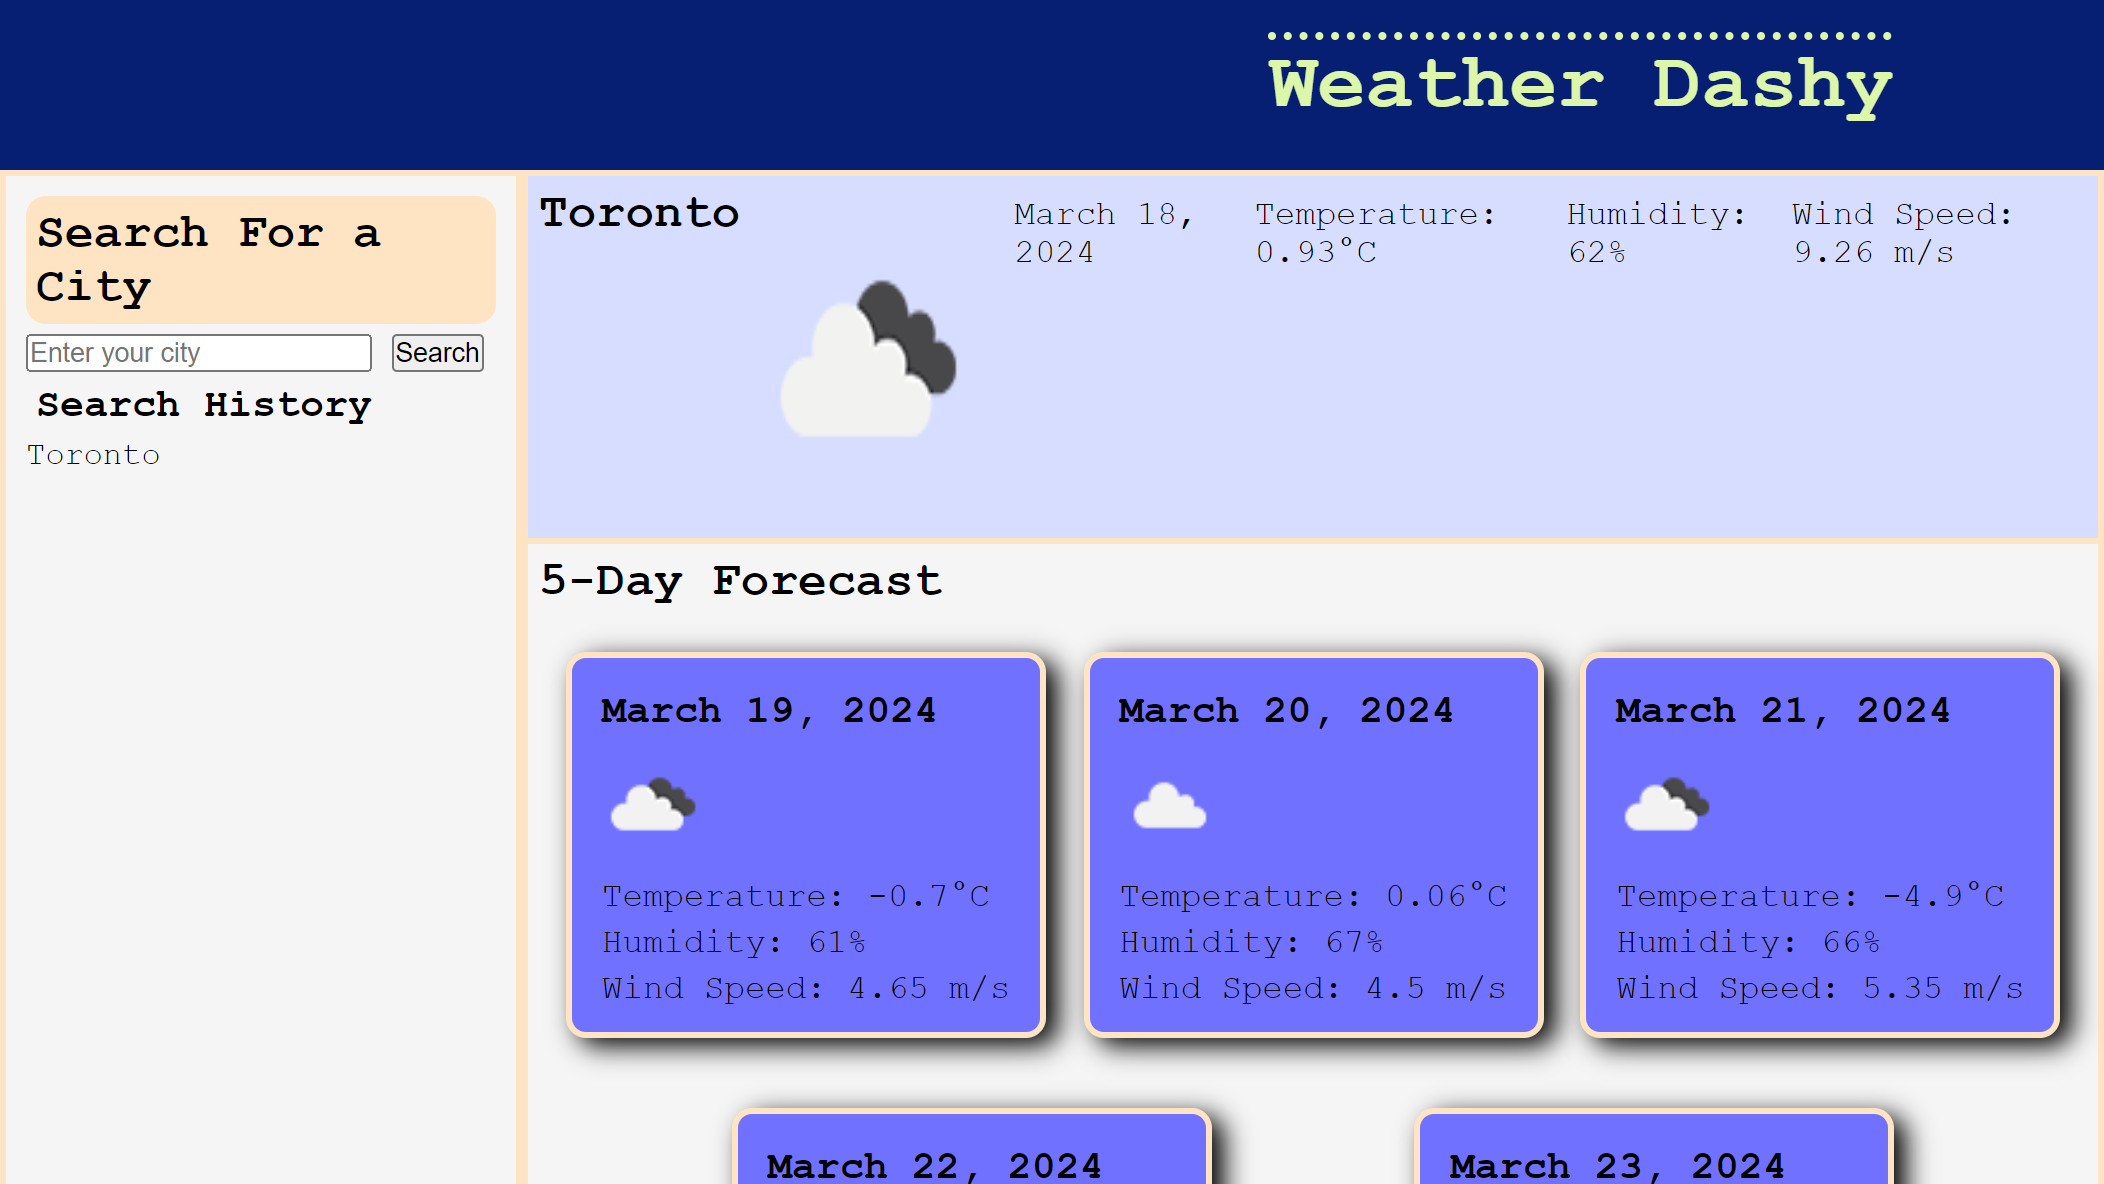 Weather Dashy
Search For a
City
Enter your city
Search
Search History
Toronto
Toronto
March 18,
2024
Temperature:
0.93°C
Humidity:
62%
Wind Speed:
9.26 m/s
5-Day Forecast
March 19, 2024
Temperature: -0.7°C
Humidity: 61%
Wind Speed: 4.65 m/s
March 20, 2024
Temperature: 0.06°C
Humidity: 67%
Wind Speed: 4.5 m/s
March 21, 2024
Temperature: -4.9°C
Humidity: 66%
Wind Speed: 5.35 m/s
March 22, 2024
March 23, 2024